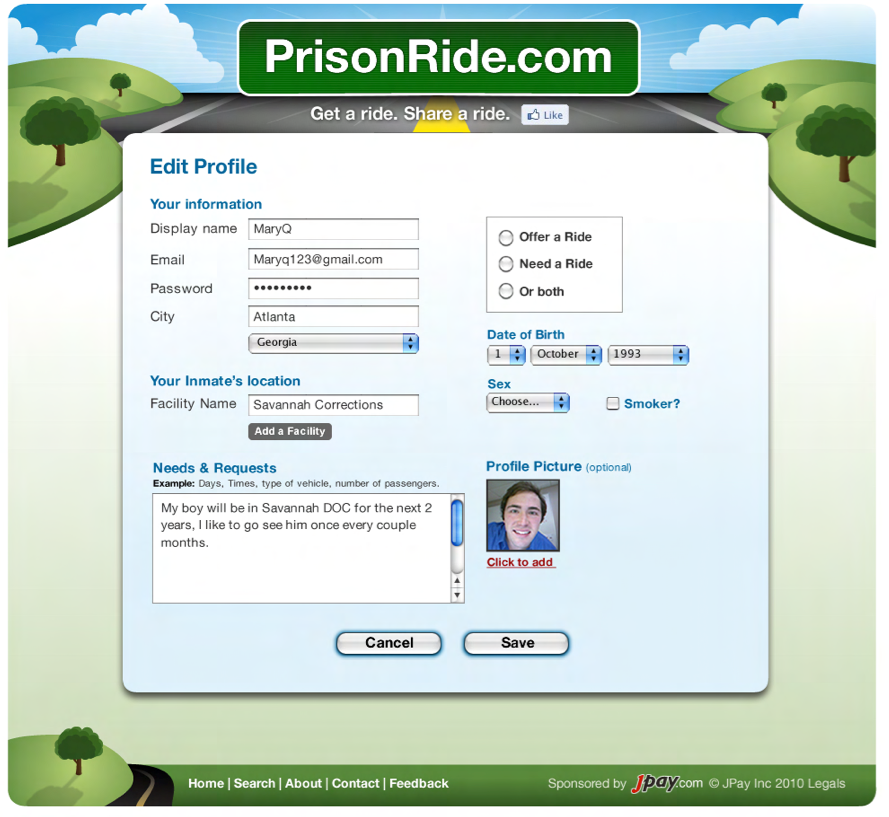 PrisonRide.com
Get a ride. Share a ride.
Like
Edit Profile
Your information
Display name MaryQ
Email Maryq123@gmail.com
Password •••••••••
City Atlanta
Georgia
Offer a Ride
Need a Ride
Or both
Date of Birth
1 October 1993
Your Inmate's location
Facility Name Savannah Corrections
Add a Facility
Sex
Choose... Smoker?
Needs & Requests
Example: Days, Times, type of vehicle, number of passengers.
My boy will be in Savannah DOC for the next 2
years, I like to go see him once every couple
months.
Profile Picture (optional)
Click to add
Cancel Save
Home | Search | About | Contact | Feedback
Sponsored by Jpay.com © JPay Inc 2010 Legals